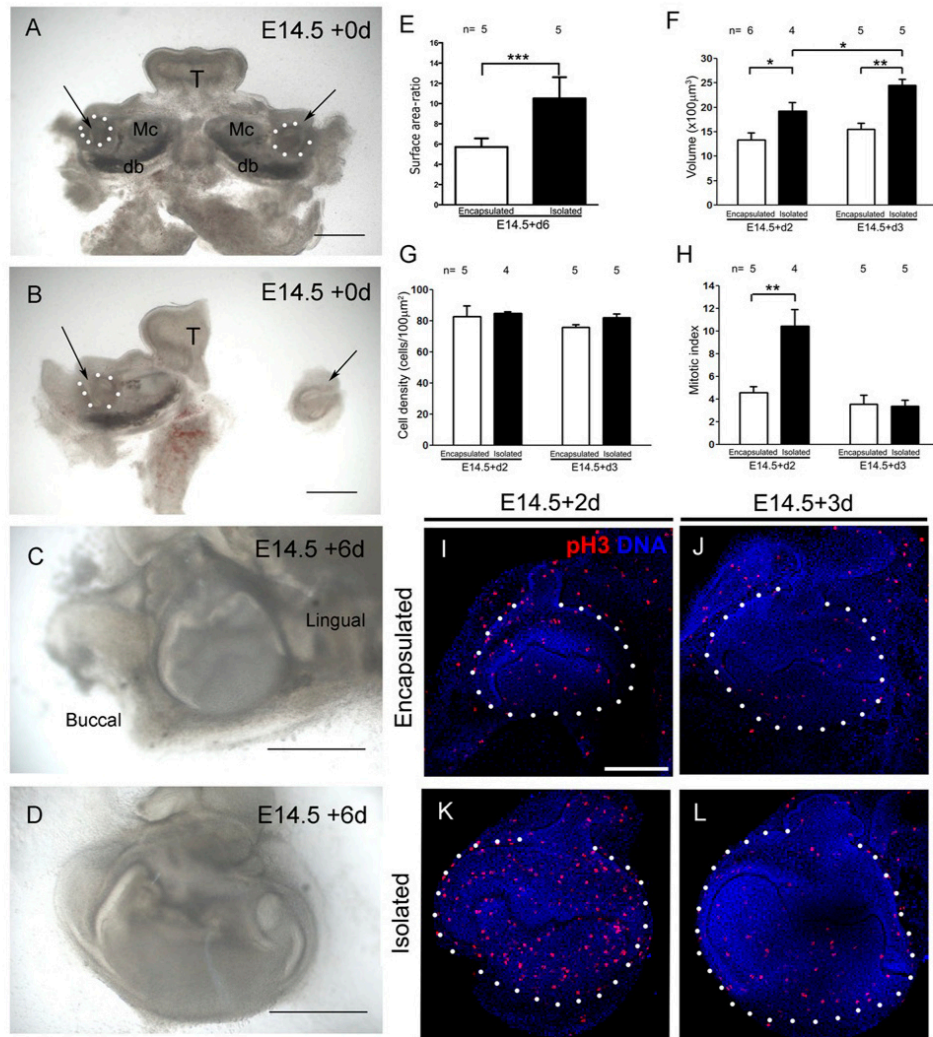 A
E14.5 +0d
T
Mc
Mc
db
db
B
E14.5 +0d
T
C
E14.5 +6d
Lingual
Buccal
D
E14.5 +6d
E
n= 5 5
***
Surface area-ratio
16
14
12
10
8
6
4
2
0
Encapsulated Isolated
E14.5+d6
F
n= 6 4 5 5
*
*
**
Volume (x100µm³)
30
25
20
15
10
5
0
Encapsulated Isolated Encapsulated Isolated
E14.5+d2 E14.5+d3
G
n= 5 4 5 5
Cell density (cells/100µm²)
100
80
60
40
20
0
Encapsulated Isolated Encapsulated Isolated
E14.5+d2 E14.5+d3
H
n= 5 4 5 5
**
Mitotic index
14
12
10
8
6
4
2
0
Encapsulated Isolated Encapsulated Isolated
E14.5+d2 E14.5+d3
E14.5+2d E14.5+3d
Encapsulated
I
pH3 DNA
J
Isolated
K
L